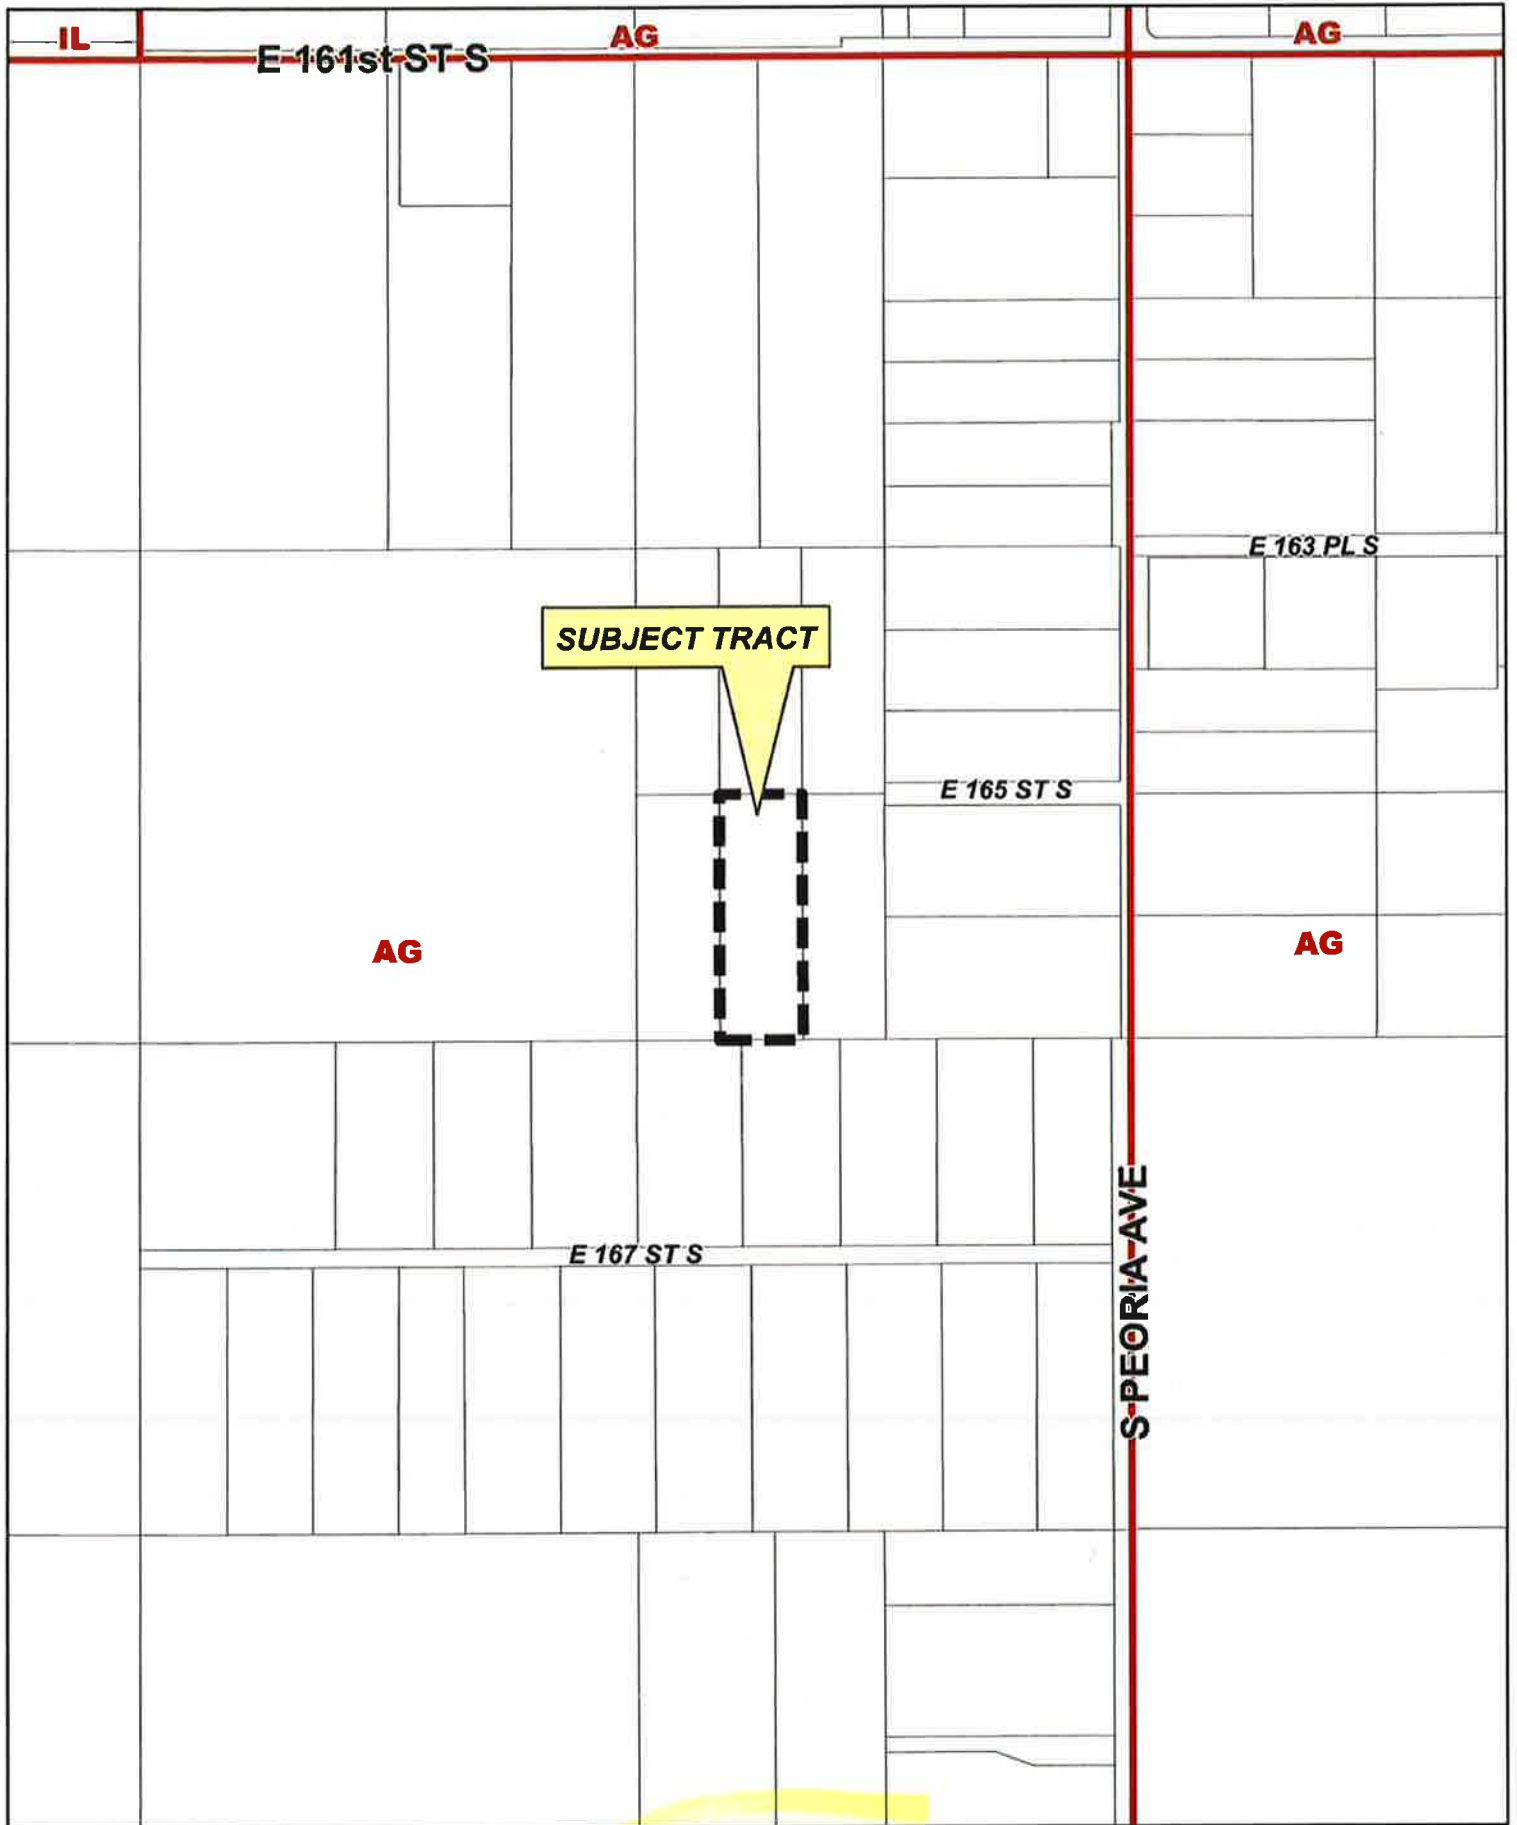 IL
AG
AG
E 161st ST S
E 163 PL S
SUBJECT TRACT
E 165 ST S
AG
AG
E 167 ST S
S PEORIA AVE